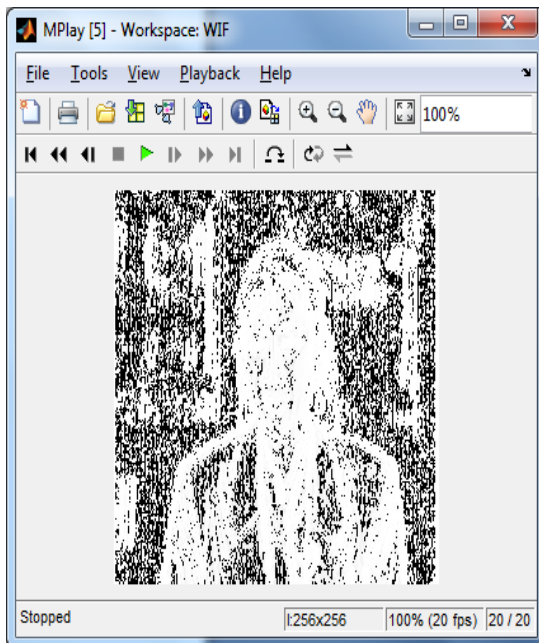 MPlay [5] - Workspace: WIF
File Tools View Playback Help
100%
Stopped I:256x256 100% (20 fps) 20 / 20